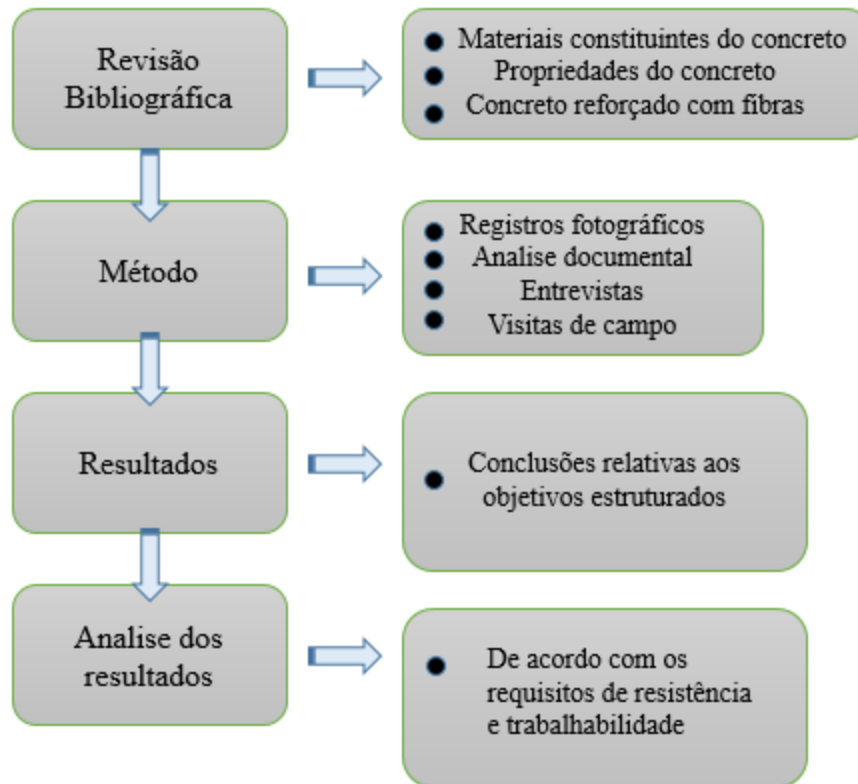 Revisão
Bibliográfica
Materiais constituintes do concreto
Propriedades do concreto
Concreto reforçado com fibras
Método
Registros fotográficos
Analise documental
Entrevistas
Visitas de campo
Resultados
Conclusões relativas aos
objetivos estruturados
Analise dos
resultados
De acordo com os
requisitos de resistência
e trabalhabilidade